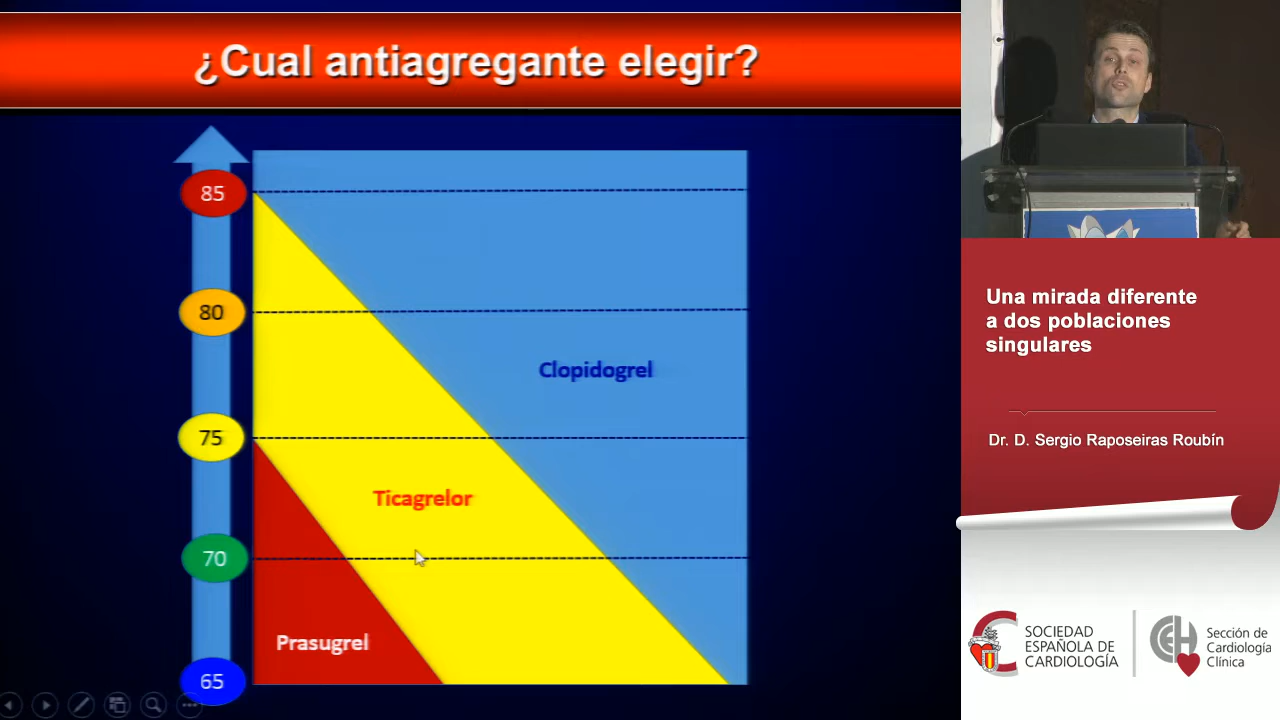 ¿Cual antiagregante elegir?
85
80
75
70
65
Clopidogrel
Ticagrelor
Prasugrel
Una mirada diferente
a dos poblaciones
singulares
Dr. D. Sergio Raposeiras Roubín
SOCIEDAD
ESPAÑOLA DE
CARDIOLOGÍA
Sección de
Cardiología
Clínica